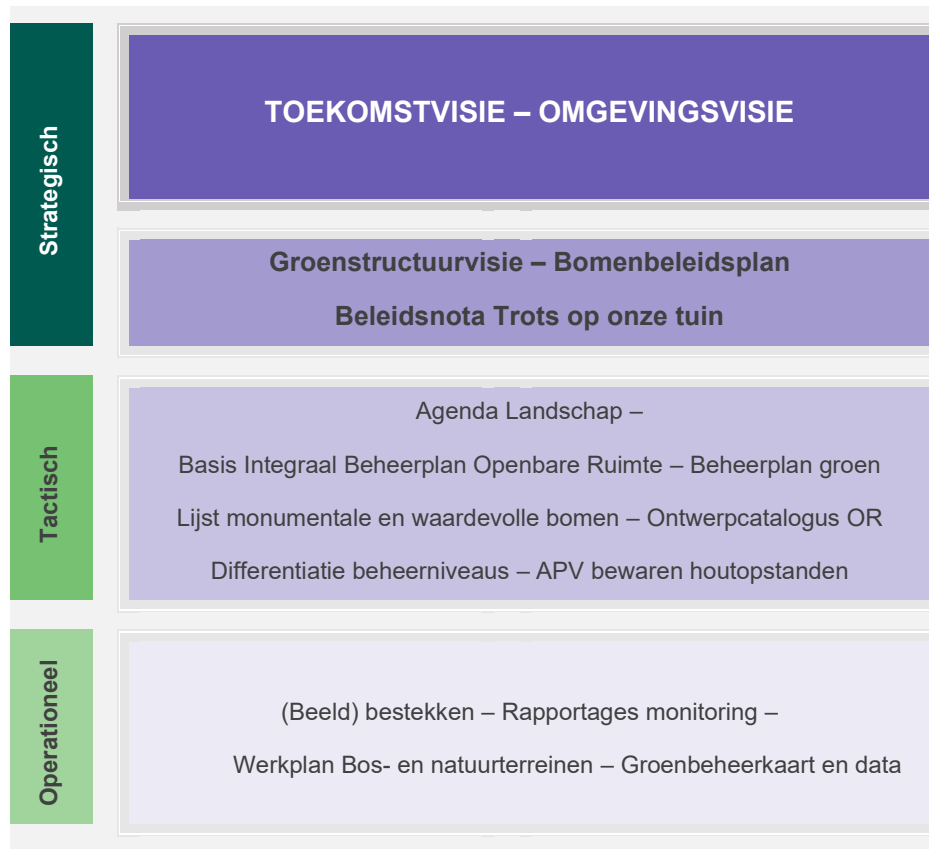 Strategisch
TOEKOMSTVISIE – OMGEVINGSVISIE
Groenstructuurvisie – Bomenbeleidsplan
Beleidsnota Trots op onze tuin
Tactisch
Agenda Landschap –
Basis Integraal Beheerplan Openbare Ruimte – Beheerplan groen
Lijst monumentale en waardevolle bomen – Ontwerpcatalogus OR
Differentiatie beheerniveaus – APV bewaren houtopstanden
Operationeel
(Beeld) bestekken – Rapportages monitoring –
Werkplan Bos- en natuurterreinen – Groenbeheerkaart en data